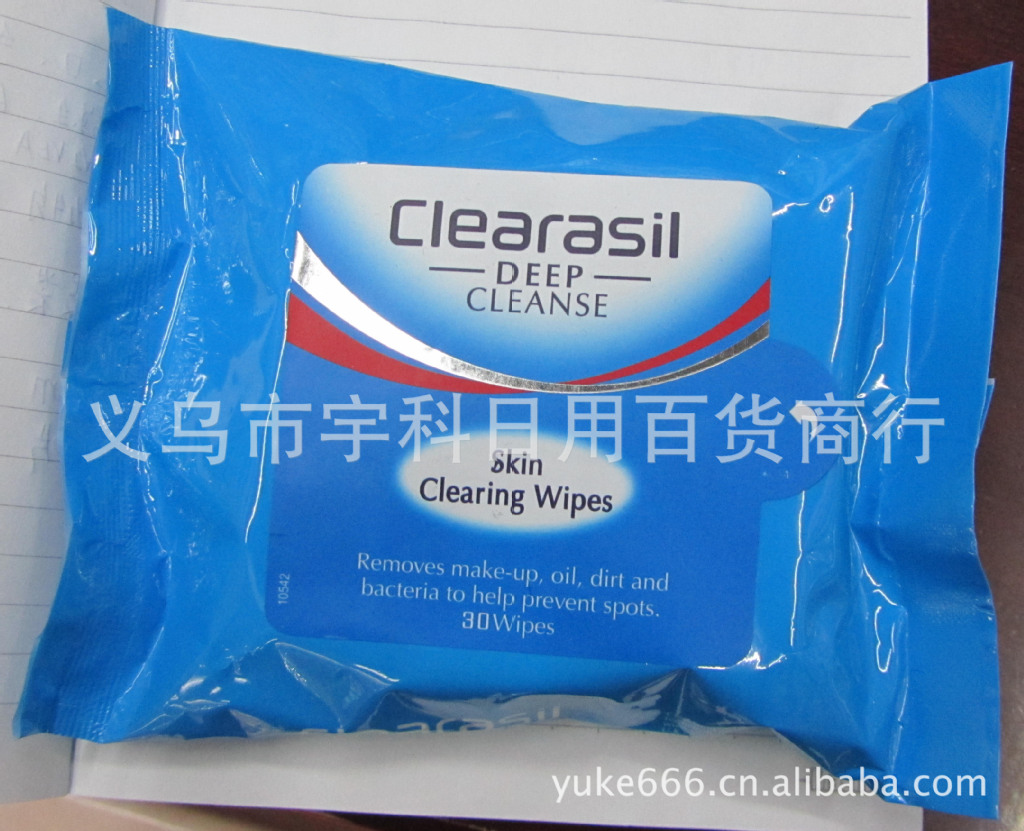 Clearasil
DEEP
CLEANSE
义乌市宇科日用百货商行
Skin
Clearing Wipes
Removes make-up, oil, dirt and
bacteria to help prevent spots.
30Wipes
10542
Clearasil
yuke666.cn.alibaba.com